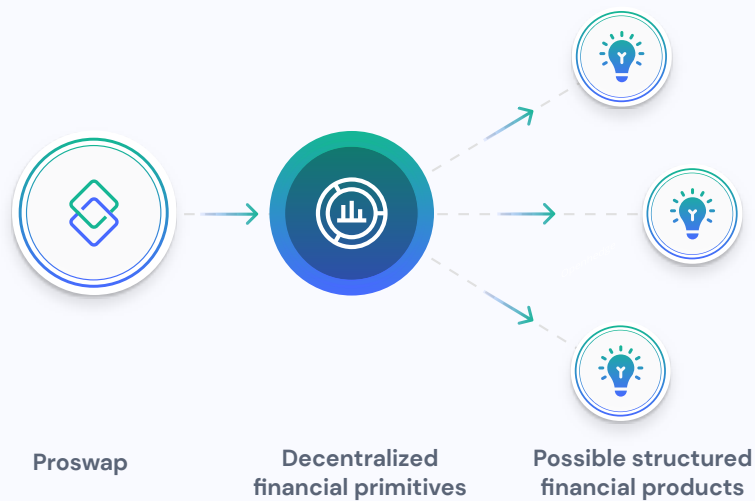 Proswap
Decentralized
financial primitives
Possible structured
financial products